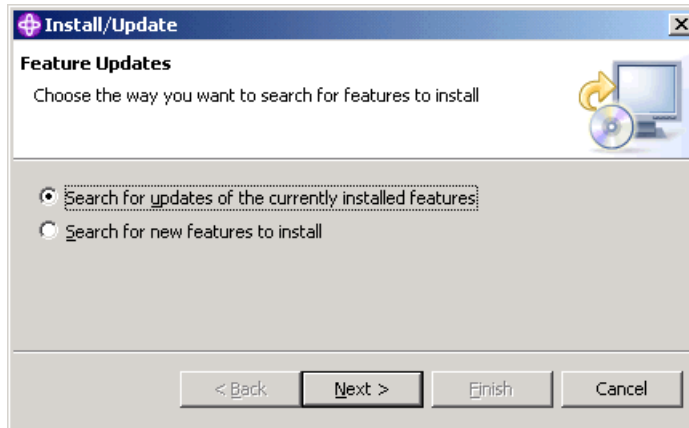 Install/Update
Feature Updates
Choose the way you want to search for features to install
Search for updates of the currently installed features
Search for new features to install
< Back Next > Finish Cancel